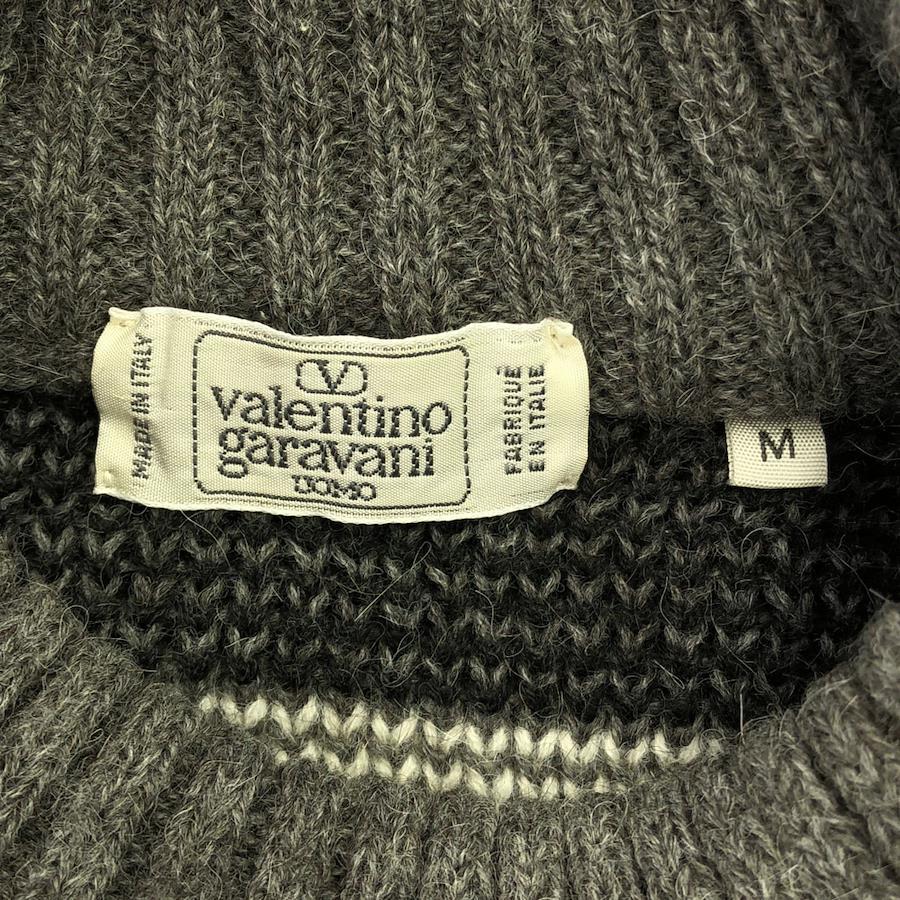 MADE IN ITALY
V
valentino
garavani
UOMO
FABRIQUÉ
EN ITALIE
M